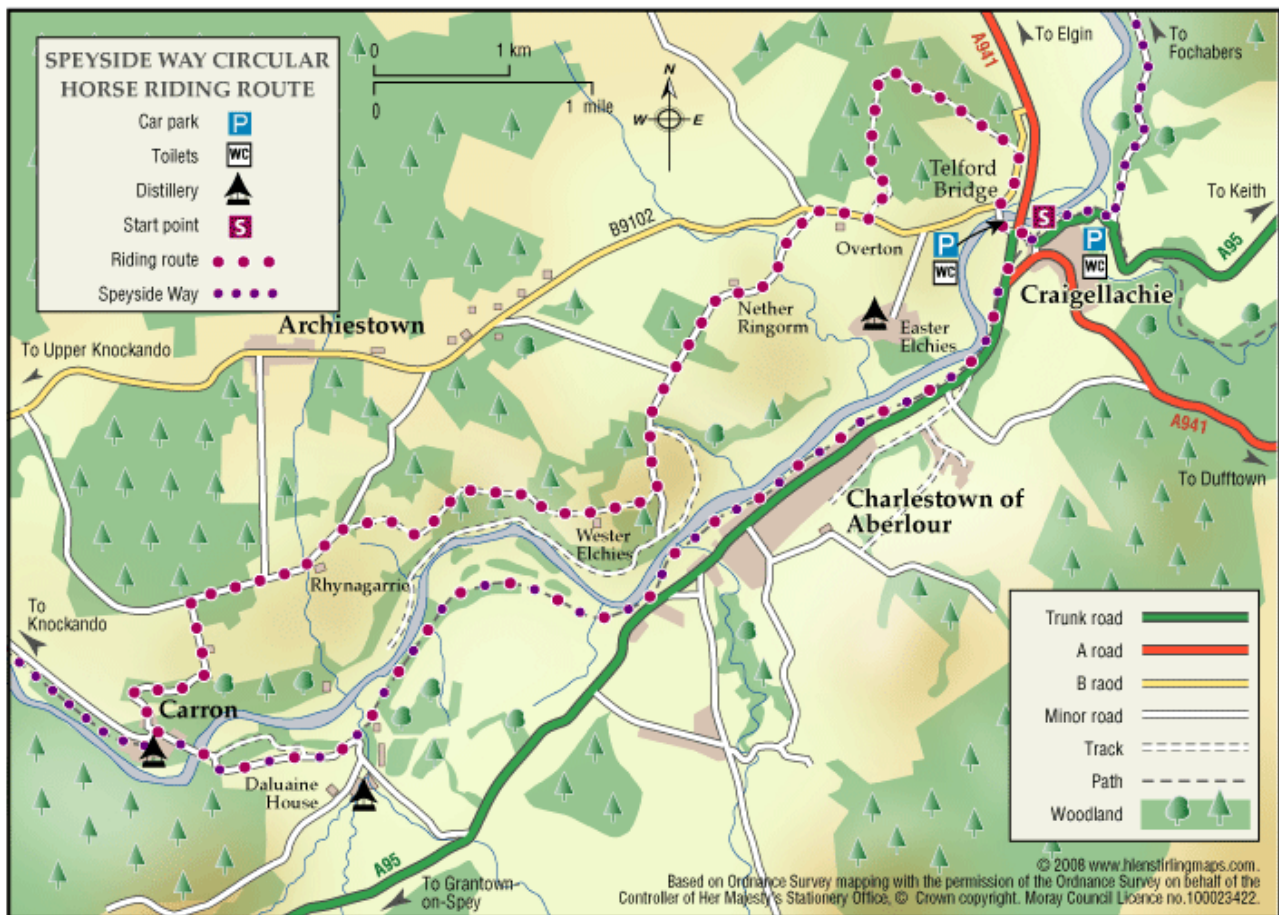 SPEYSIDE WAY CIRCULAR
HORSE RIDING ROUTE
Car park
P
Toilets
WC
Distillery
Start point
S
Riding route
Speyside Way
0
1 km
0
1 mile
N
W
E
A941
To Elgin
To
Fochabers
To Keith
A95
Telford
Bridge
S
P
WC
P
WC
Craigellachie
B9102
Overton
Nether
Ringorm
Easter
Elchies
Archiestown
To Upper Knockando
A941
To Dufftown
Charlestown of
Aberlour
Wester
Elchies
Rhynagarrie
To
Knockando
Carron
Daluaine
House
A95
To Grantown-
on-Spey
Trunk road
A road
B raod
Minor road
Track
Path
Woodland
© 2008 www.hlenstirlingmaps.com.
Based on Ordnance Survey mapping with the permission of the Ordnance Survey on behalf of the
Controller of Her Majesty's Stationery Office, © Crown copyright. Moray Council Licence no.100023422.